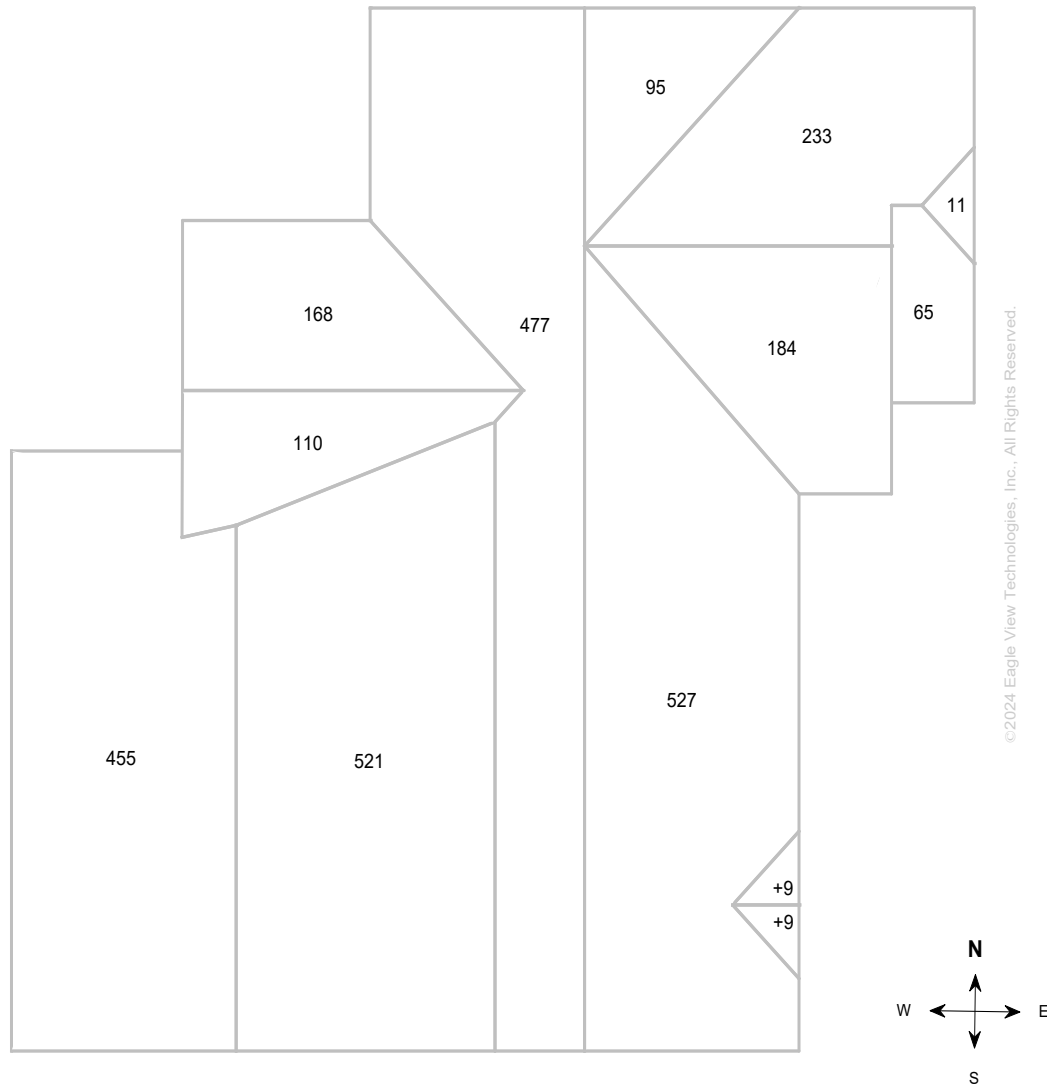 95
233
11
168
477
65
184
110
527
455
521
+9
+9
N
W
E
S
©2024 Eagle View Technologies, Inc., All Rights Reserved.